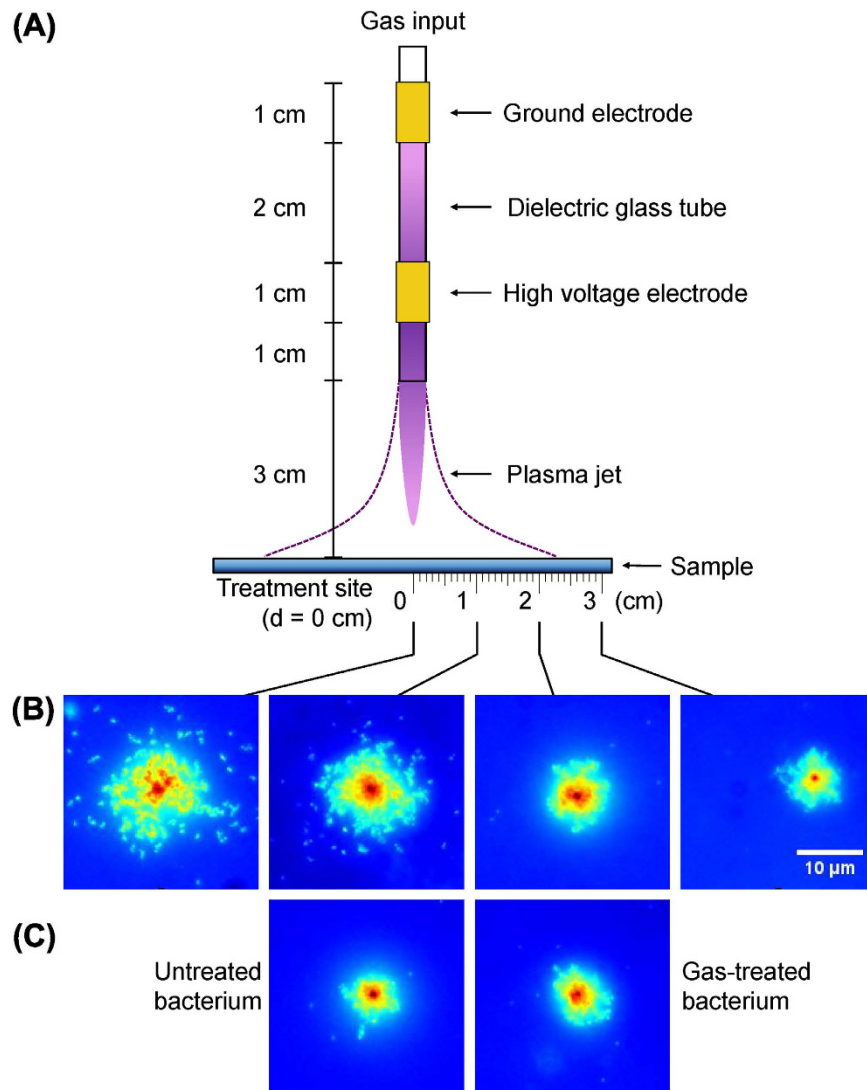 (A)
Gas input
1 cm
Ground electrode
2 cm
Dielectric glass tube
1 cm
High voltage electrode
1 cm
3 cm
Plasma jet
Sample
Treatment site
(d = 0 cm)
0 1 2 3 (cm)
(B)
10 µm
(C)
Untreated
bacterium
Gas-treated
bacterium